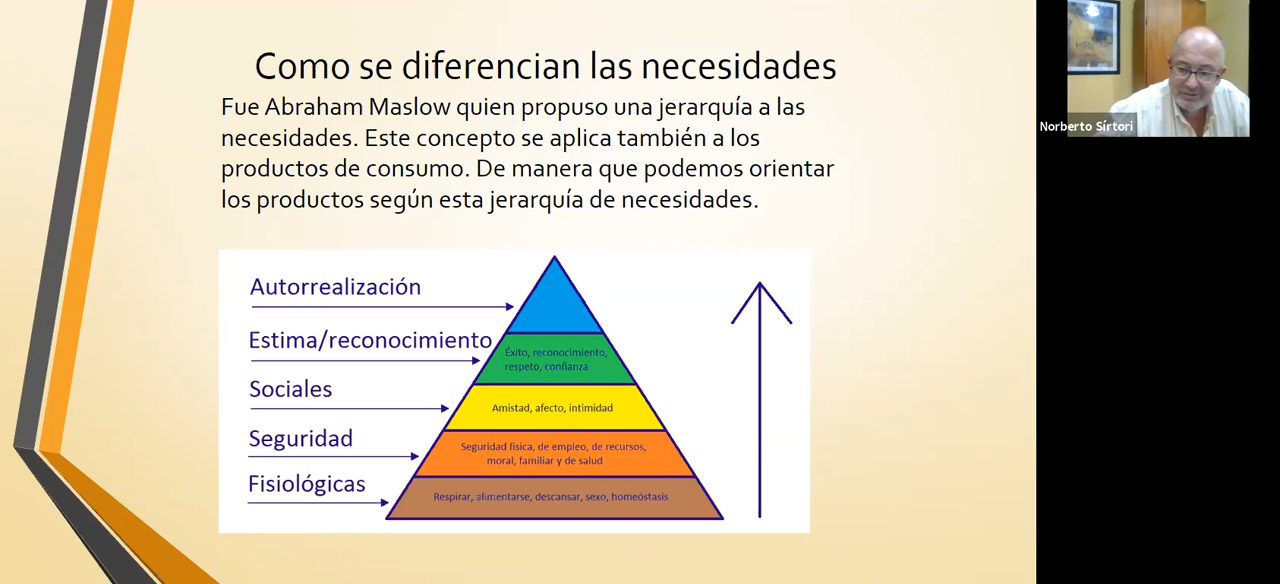 Como se diferencian las necesidades
Fue Abraham Maslow quien propuso una jerarquía a las
necesidades. Este concepto se aplica también a los
productos de consumo. De manera que podemos orientar
los productos según esta jerarquía de necesidades.
Autorrealización
Estima/reconocimiento
Éxito, reconocimiento,
respeto, confianza
Sociales
Amistad, afecto, intimidad
Seguridad
Seguridad física, de empleo, de recursos,
moral, familiar y de salud
Fisiológicas
Respirar, alimentarse, descansar, sexo, homeóstasis
Norberto Sírtori